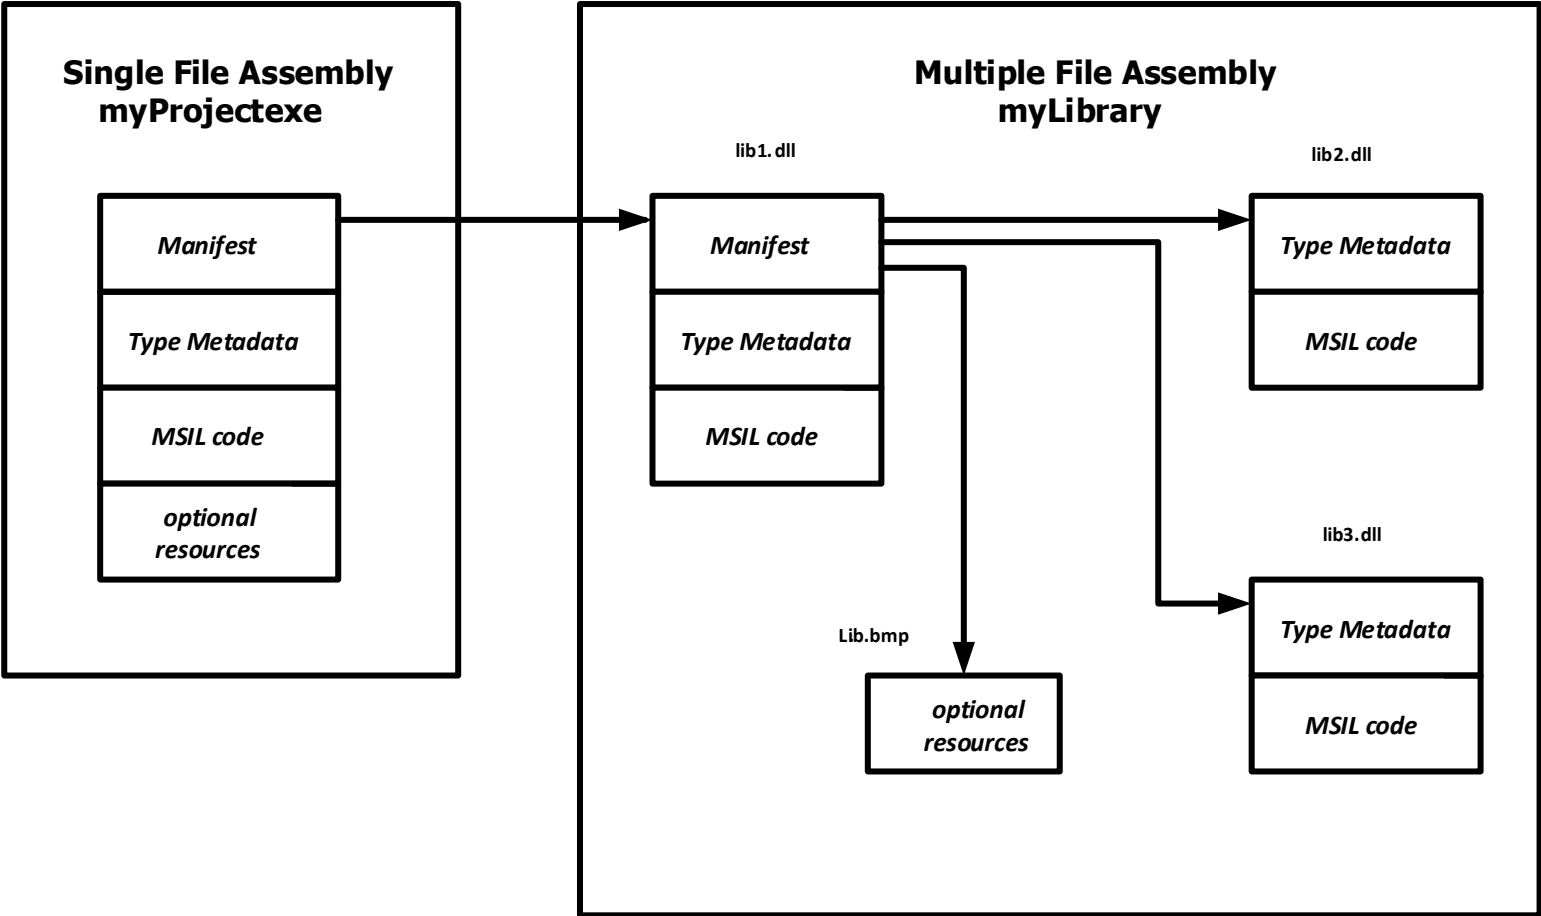 Single File Assembly
myProjectexe
Manifest
Type Metadata
MSIL code
optional
resources
Multiple File Assembly
myLibrary
lib1.dll
Manifest
Type Metadata
MSIL code
lib2.dll
Type Metadata
MSIL code
lib3.dll
Type Metadata
MSIL code
Lib.bmp
optional
resources